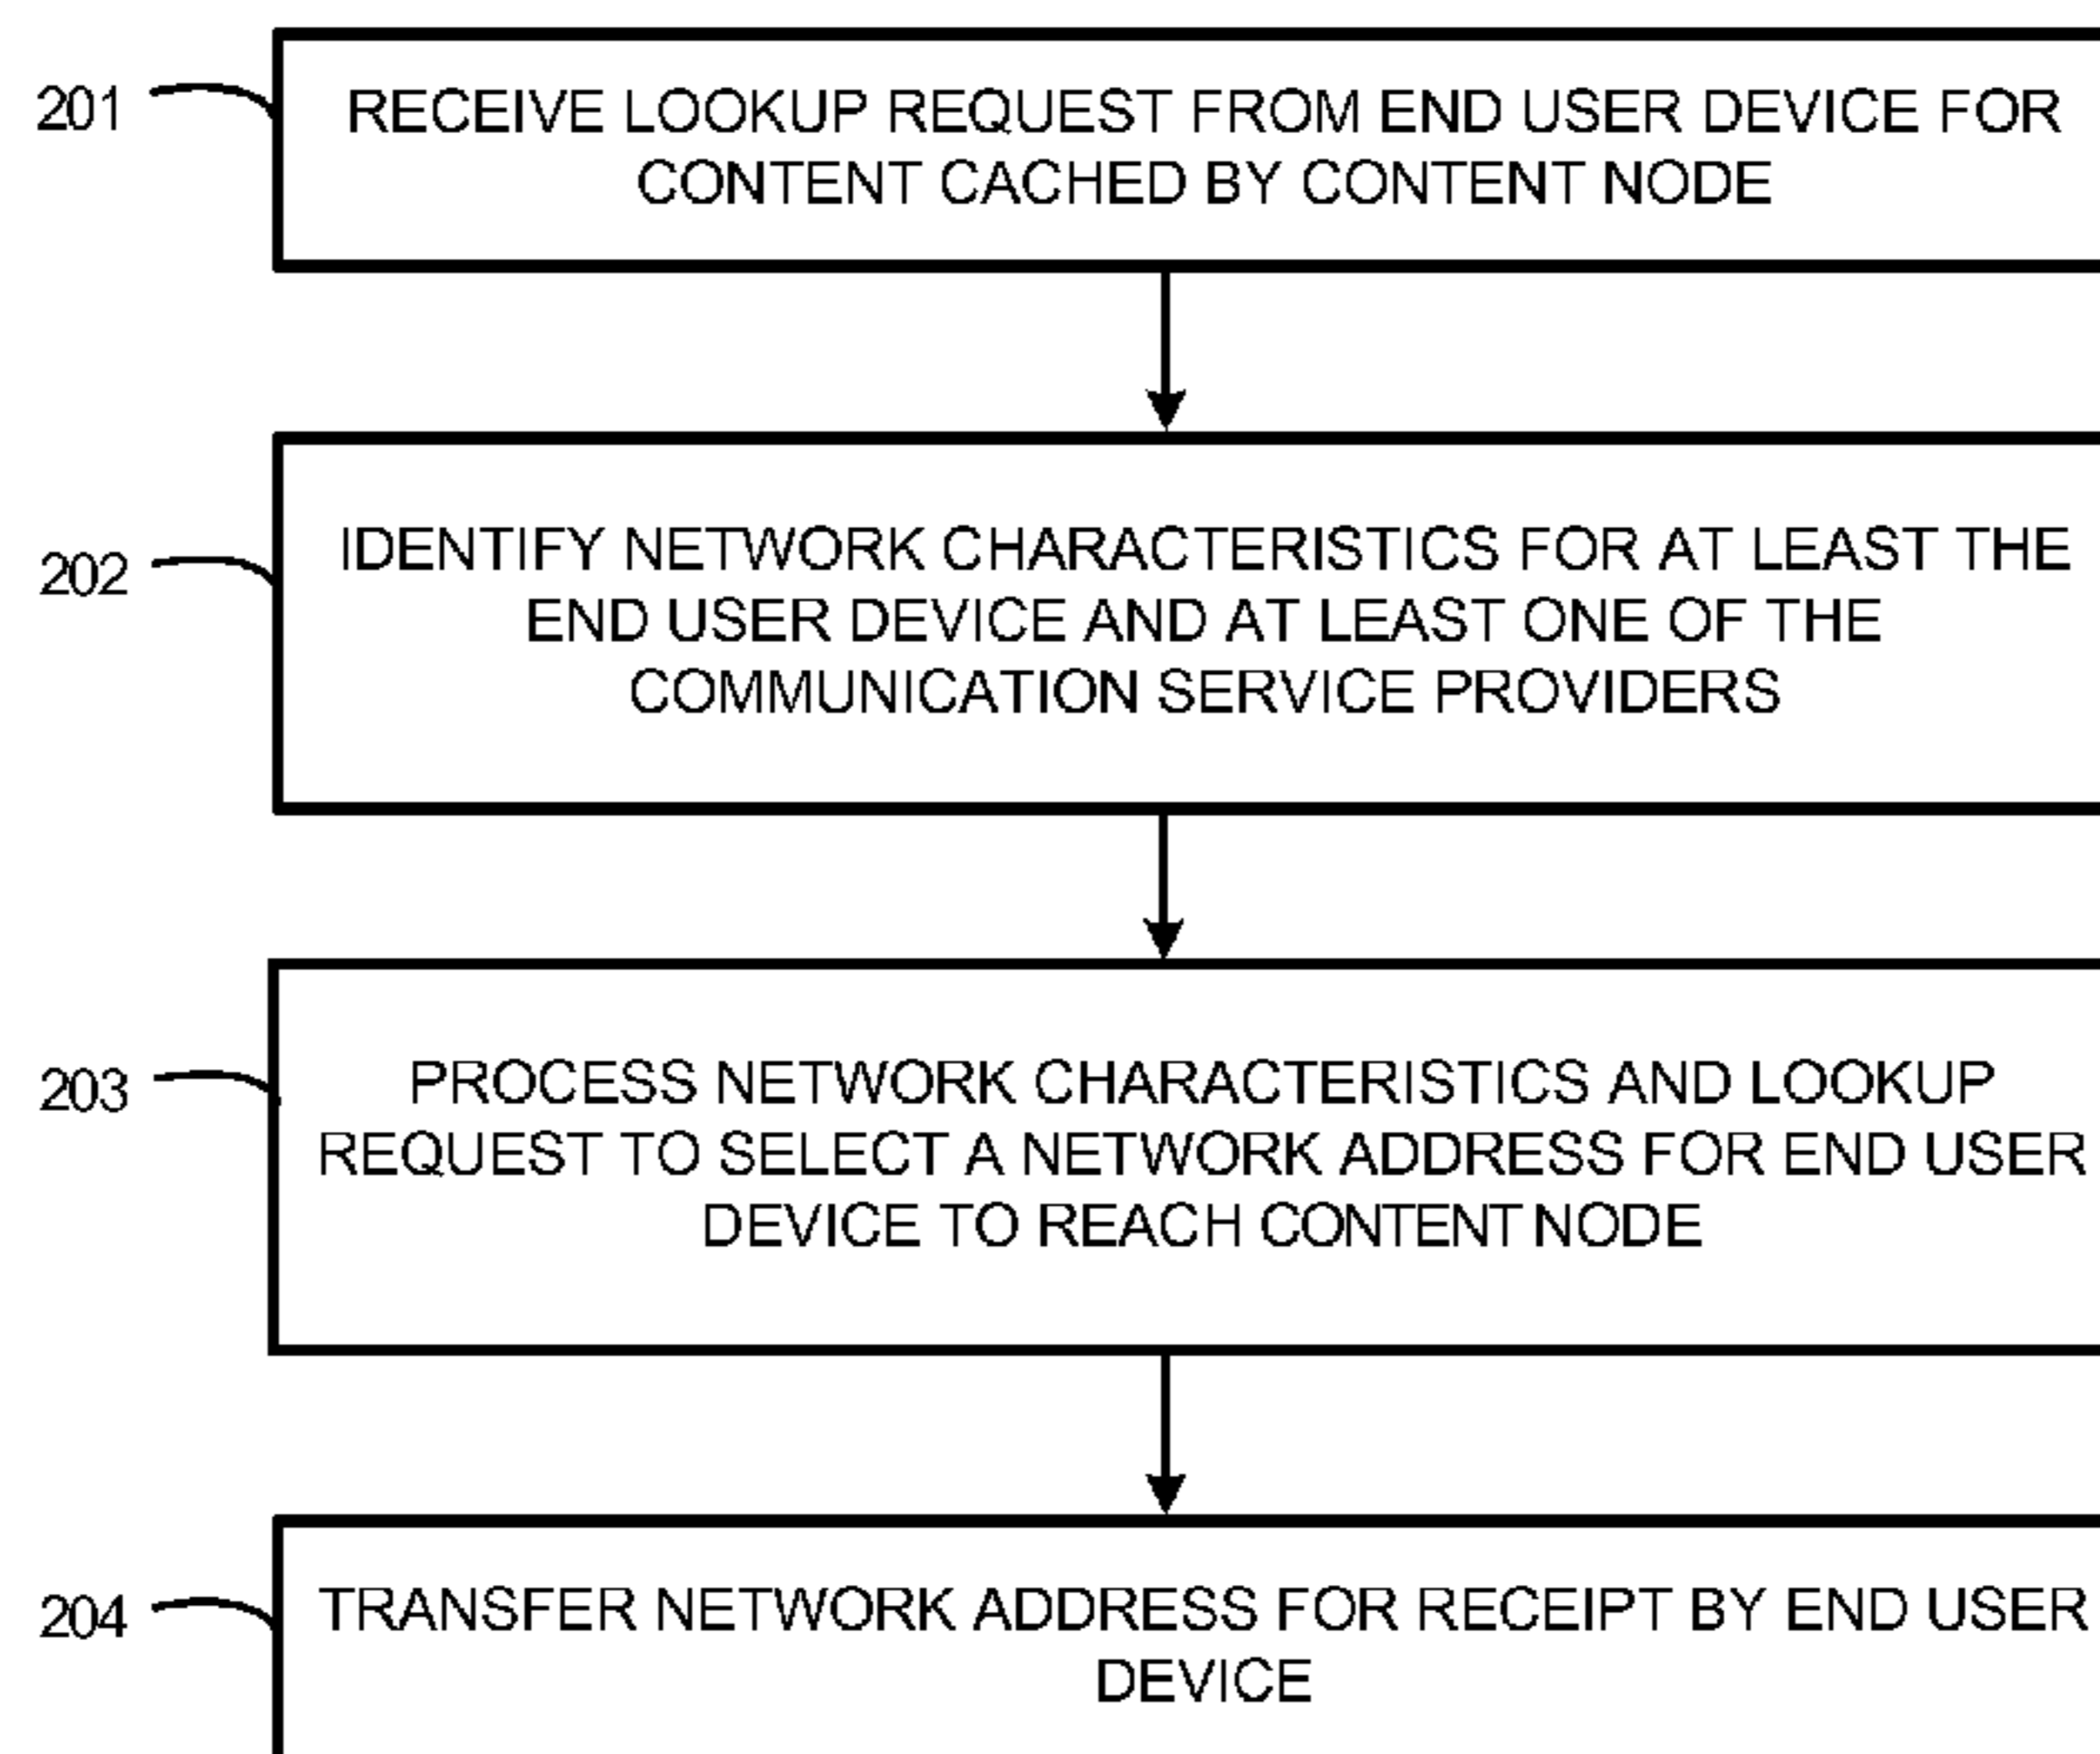 201
RECEIVE LOOKUP REQUEST FROM END USER DEVICE FOR
CONTENT CACHED BY CONTENT NODE
202
IDENTIFY NETWORK CHARACTERISTICS FOR AT LEAST THE
END USER DEVICE AND AT LEAST ONE OF THE
COMMUNICATION SERVICE PROVIDERS
203
PROCESS NETWORK CHARACTERISTICS AND LOOKUP
REQUEST TO SELECT A NETWORK ADDRESS FOR END USER
DEVICE TO REACH CONTENT NODE
204
TRANSFER NETWORK ADDRESS FOR RECEIPT BY END USER
DEVICE